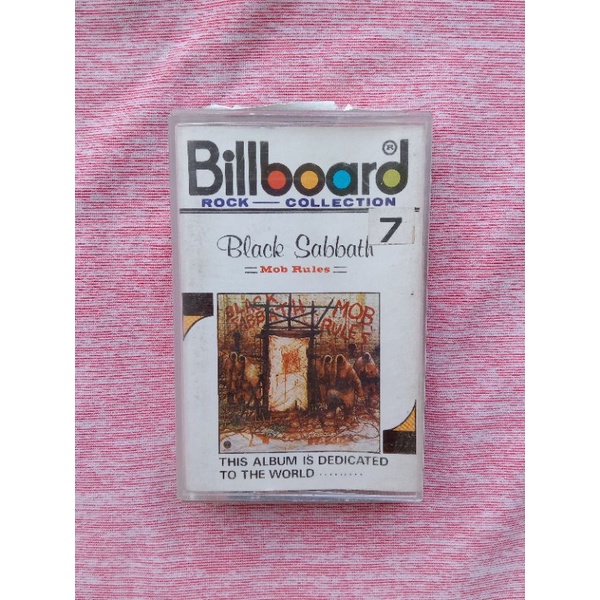 Billboard®
ROCK — COLLECTION
7
Black Sabbath
Mob Rules
BLACK SABBATH MOB RULES
THIS ALBUM IS DEDICATED
TO THE WORLD .........